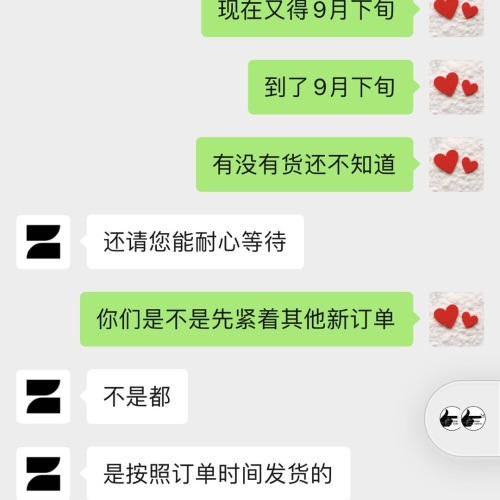 现在又得9月下旬
到了9月下旬
有没有货还不知道
还请您能耐心等待
你们是不是先紧着其他新订单
不是都
是按照订单时间发货的